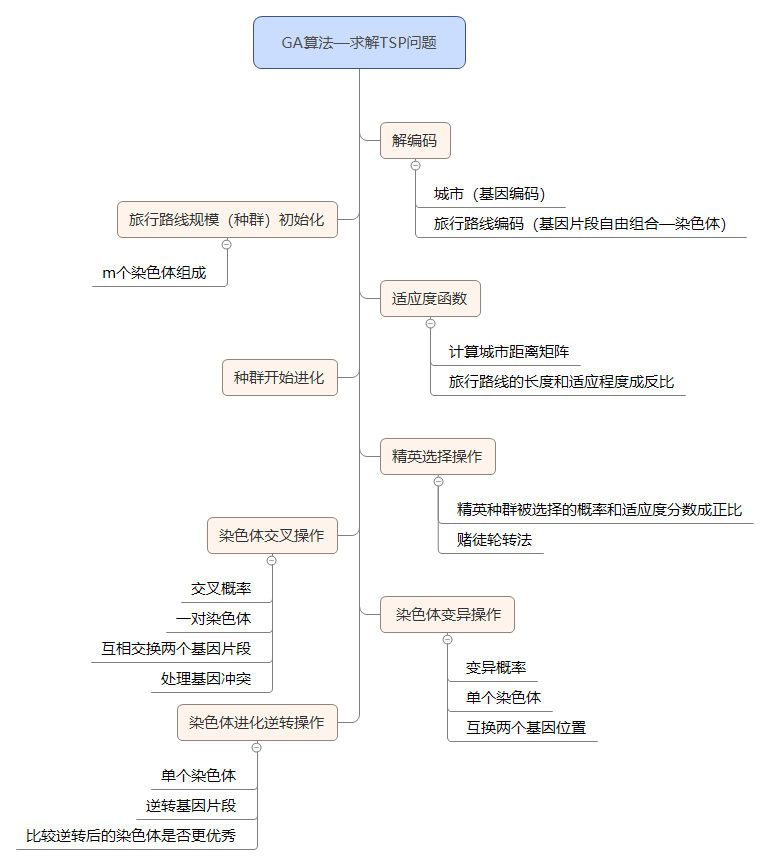 GA算法—求解TSP问题
解编码
城市（基因编码）
旅行路线编码（基因片段自由组合—染色体）
旅行路线规模（种群）初始化
m个染色体组成
适应度函数
计算城市距离矩阵
旅行路线的长度和适应程度成反比
种群开始进化
精英选择操作
精英种群被选择的概率和适应度分数成正比
赌徒轮转法
染色体交叉操作
交叉概率
一对染色体
互相交换两个基因片段
处理基因冲突
染色体变异操作
变异概率
单个染色体
互换两个基因位置
染色体进化逆转操作
单个染色体
逆转基因片段
比较逆转后的染色体是否更优秀